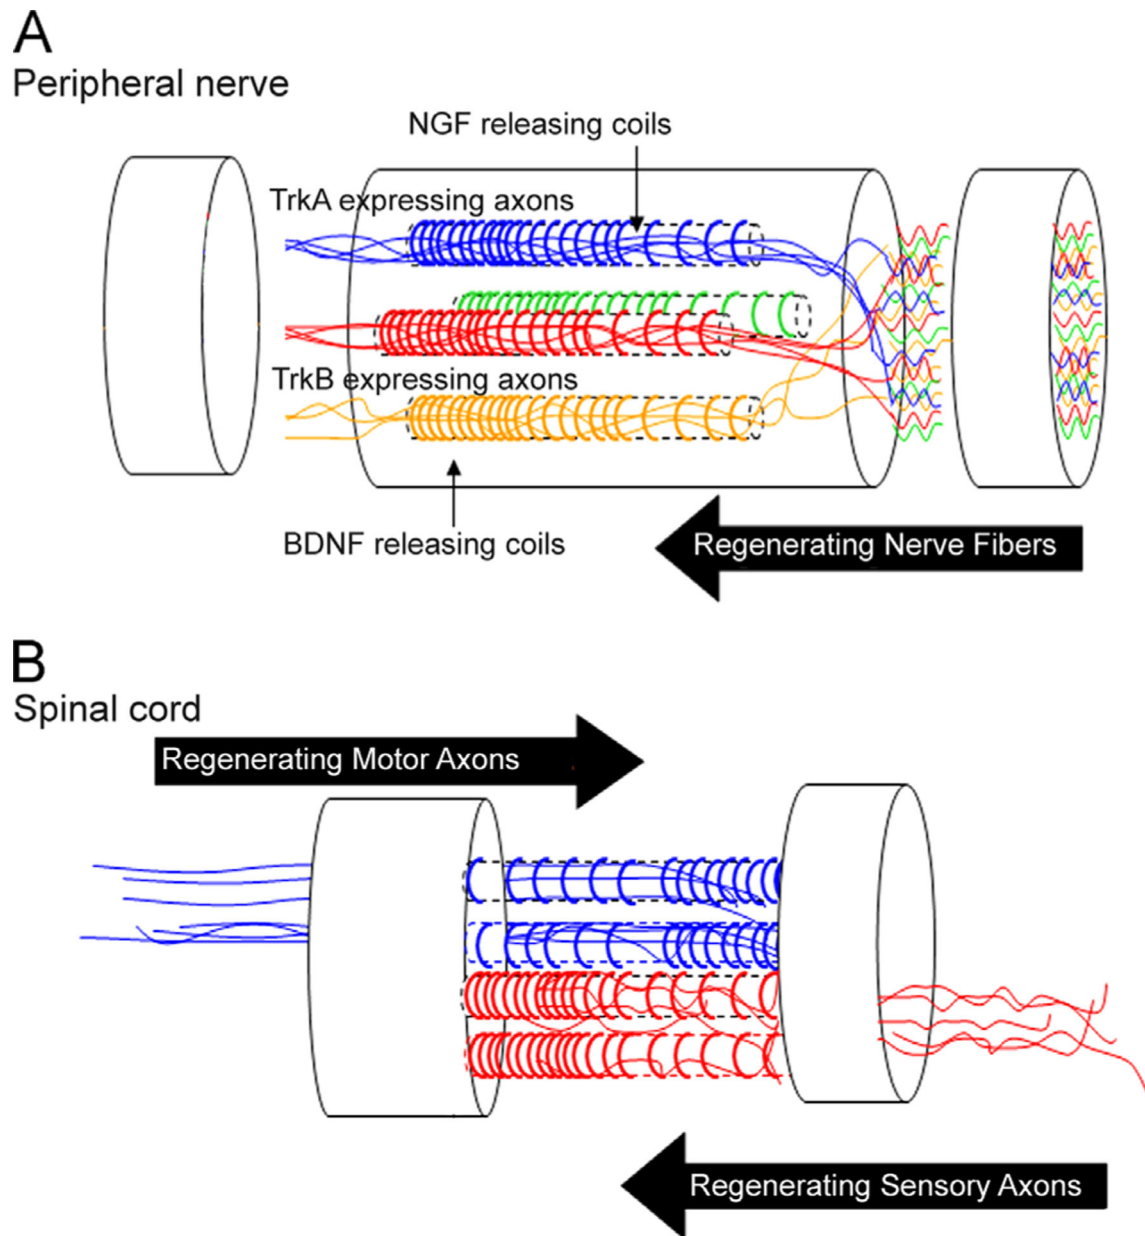 A
Peripheral nerve
NGF releasing coils
TrkA expressing axons
TrkB expressing axons
BDNF releasing coils
Regenerating Nerve Fibers
B
Spinal cord
Regenerating Motor Axons
Regenerating Sensory Axons